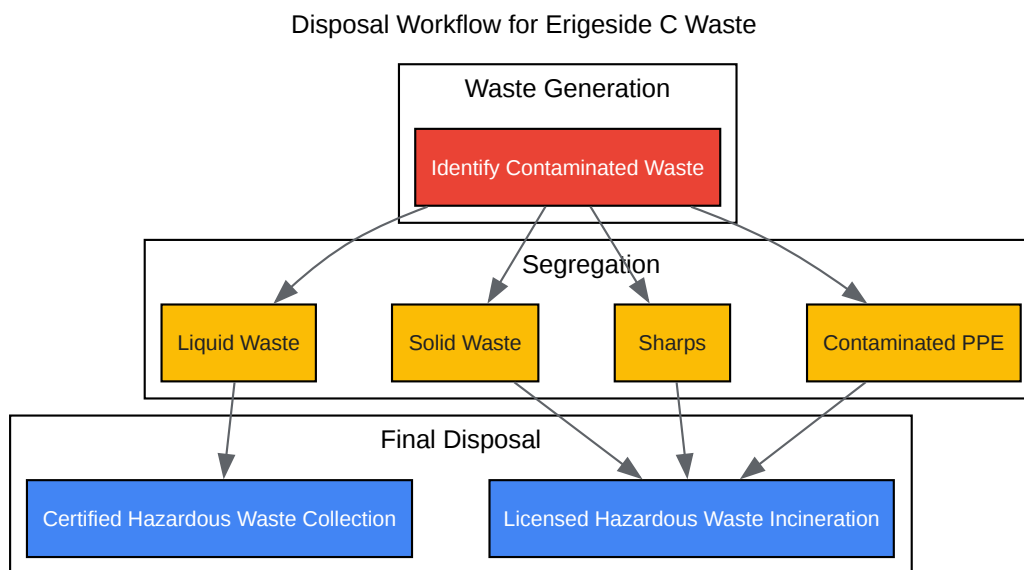 Disposal Workflow for Erigeside C Waste
Waste Generation
Identify Contaminated Waste
Segregation
Liquid Waste
Solid Waste
Sharps
Contaminated PPE
Final Disposal
Certified Hazardous Waste Collection
Licensed Hazardous Waste Incineration